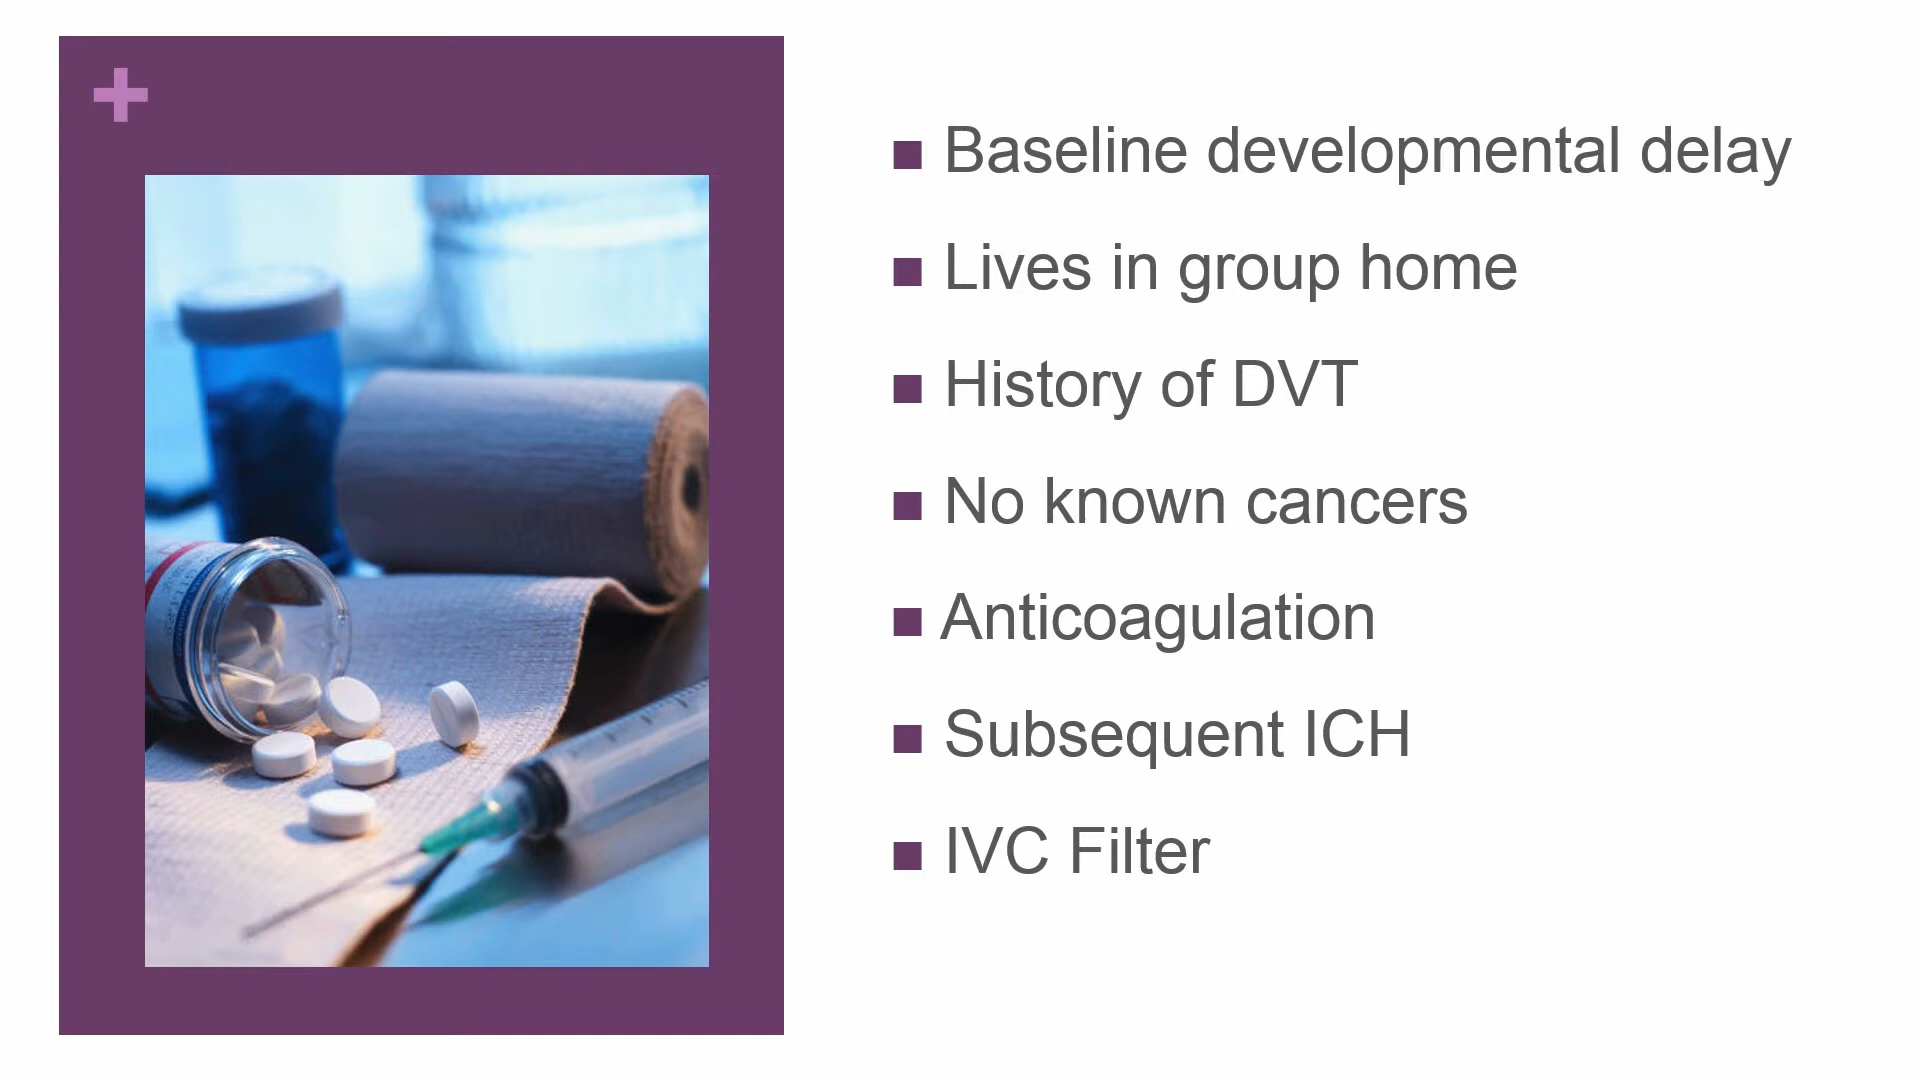 Baseline developmental delay
Lives in group home
History of DVT
No known cancers
Anticoagulation
Subsequent ICH
IVC Filter